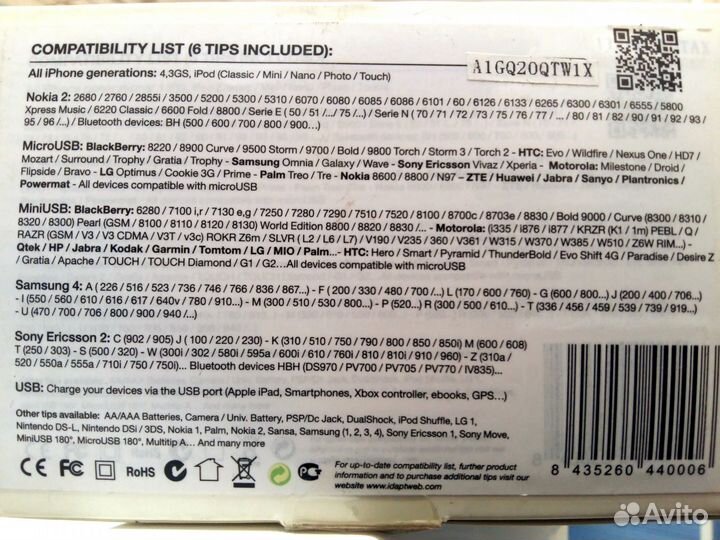 COMPATIBILITY LIST (6 TIPS INCLUDED):
A1GQ20QTW1X
All iPhone generations: 4,3GS, iPod (Classic / Mini / Nano / Photo / Touch)
Nokia 2: 2680 / 2760 / 2855i / 3500 / 5200 / 5300 / 5310 / 6070 / 6080 / 6085 / 6086 / 6101 / 60 / 6126 / 6133 / 6265 / 6300 / 6301 / 6555 / 5800
Xpress Music / 8220 Classic / 6600 Fold / 8800 / Serie E ( 50 / 51 /... / 75 /...) / Serie N ( 70 / 71 / 72 / 73 / 75 / 76 / 77 / ... / 80 / 81 / 82 / 90 / 91 / 92 / 93 /
95 / 96 /...) / Bluetooth devices: BH (500 / 600 / 700 / 800 / 900...)
MicroUSB: BlackBerry: 8220 / 8900 Curve / 9500 Storm / 9700 / Bold / 9800 Torch / Storm 3 / Torch 2 - HTC: Evo / Wildfire / Nexus One / HD7 /
Mozart / Surround / Trophy / Gratia / Trophy - Samsung Omnia / Galaxy / Wave - Sony Ericsson Vivaz / Xperia - Motorola: Milestone / Droid /
Flipside / Bravo - LG Optimus / Cookie 3G / Prime - Palm Treo / Tre - Nokia 8600 / 8800 / N97 - ZTE / Huawei / Jabra / Sanyo / Plantronics /
Powermat - All devices compatible with microUSB
MiniUSB: BlackBerry: 6280 / 7100 i,r / 7130 e,g / 7250 / 7280 / 7290 / 7510 / 7520 / 8100 / 8700c / 8703e / 8830 / Bold 9000 / Curve (8300 / 8310 /
8320 / 8300) Pearl (GSM / 8100 / 8110 / 8120 / 8130) World Edition 8800 / 8820 / 8830 /... - Motorola: (i335 / i876 / i877 / KRZR (K1 / 1m) PEBL / Q /
RAZR (GSM / V3 / V3 CDMA / V3T / v3c) ROKR Z6m / SLVR ( L2 / L6 / L7) / V190 / V235 / 360 / V361 / W315 / W370 / W385 / W510 / Z6W RIM...) -
Qtek / HP / Jabra / Kodak / Garmin / Tomtom / LG / MIO / Palm... - HTC: Hero / Smart / Pyramid / ThunderBold / Evo Shift 4G / Paradise / Desire Z
/ Gratia / Apache / TOUCH / TOUCH Diamond / G1 / G2...All devices compatible with microUSB
Samsung 4: A ( 226 / 516 / 523 / 736 / 746 / 766 / 836 / 867...) - F ( 200 / 330 / 480 / 700 /...) L (170 / 600 / 760) - G (600 / 800...) J (200 / 400 / 706...)
- I (550 / 560 / 610 / 616 / 617 / 640v / 780 / 910...) - M (300 / 510 / 530 / 800...) - P (520...) R (300 / 500 / 610...) - T (336 / 456 / 459 / 539 / 739 / 919...)
- U (470 / 700 / 706 / 800 / 900 / 940 /...)
Sony Ericsson 2: C (902 / 905) J ( 100 / 220 / 230) - K (310 / 510 / 750 / 790 / 800 / 850 / 850i) M (600 / 608)
T (250 / 303) - S (500 / 320) - W (300i / 302 / 580i / 595a / 600i / 610 / 760i / 810 / 810i / 910 / 960) - Z (310a /
520 / 550a / 555a / 710i / 750 / 750i)... Bluetooth devices HBH (DS970 / PV700 / PV705 / PV770 / IV835)...
USB: Charge your devices via the USB port (Apple iPad, Smartphones, Xbox controller, ebooks, GPS...)
Other tips available: AA/AAA Batteries, Camera / Univ. Battery, PSP/Dc Jack, DualShock, iPod Shuffle, LG 1,
Nintendo DS-L, Nintendo DSi / 3DS, Nokia 1, Palm, Nokia 2, Sansa, Samsung (1, 2, 3, 4), Sony Ericsson 1, Sony Move,
MiniUSB 180°, MicroUSB 180°, Multitip A... And many more
CE FC RoHS
For up-to-date compatibility list, further information
and to purchase additional tips visit our
website www.idaptweb.com
8 435260 440006
Avito